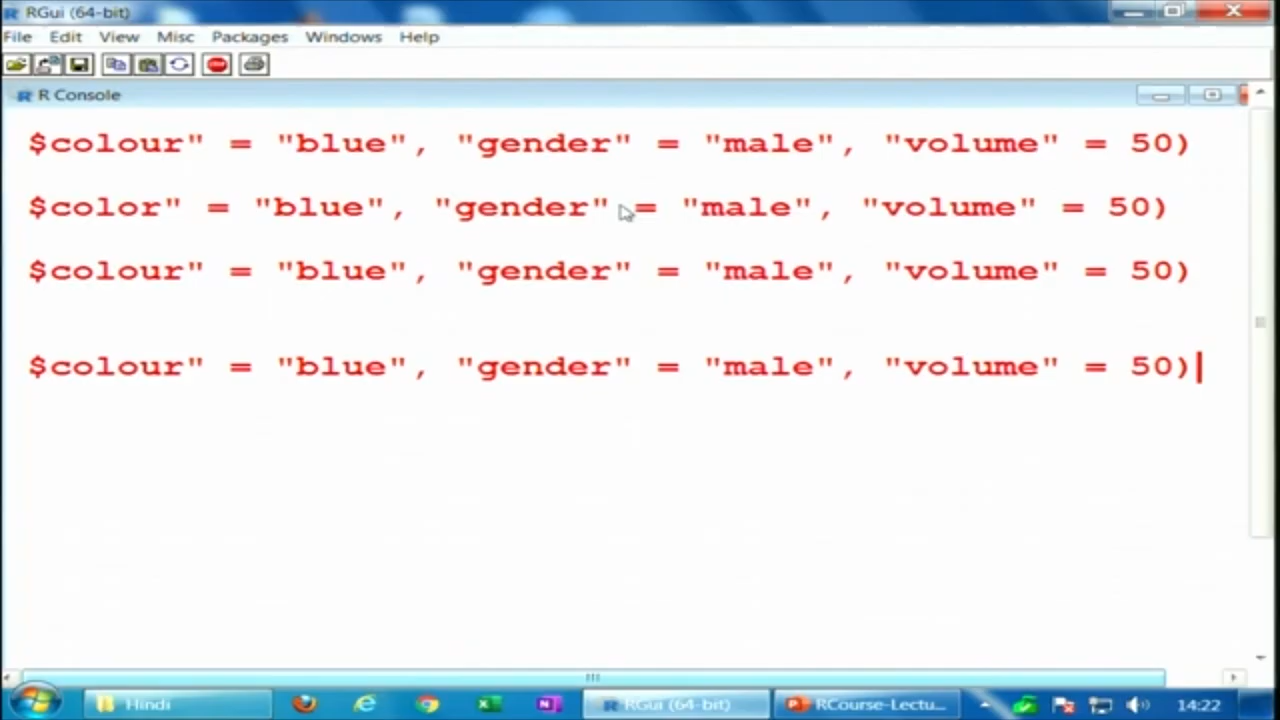 RGui (64-bit)
File Edit View Misc Packages Windows Help
STOP
R Console
$colour" = "blue", "gender" = "male", "volume" = 50)
$color" = "blue", "gender" = "male", "volume" = 50)
$colour" = "blue", "gender" = "male", "volume" = 50)
$colour" = "blue", "gender" = "male", "volume" = 50)
Hindi RGui (64-bit) RCourse-Lectu... 14:22